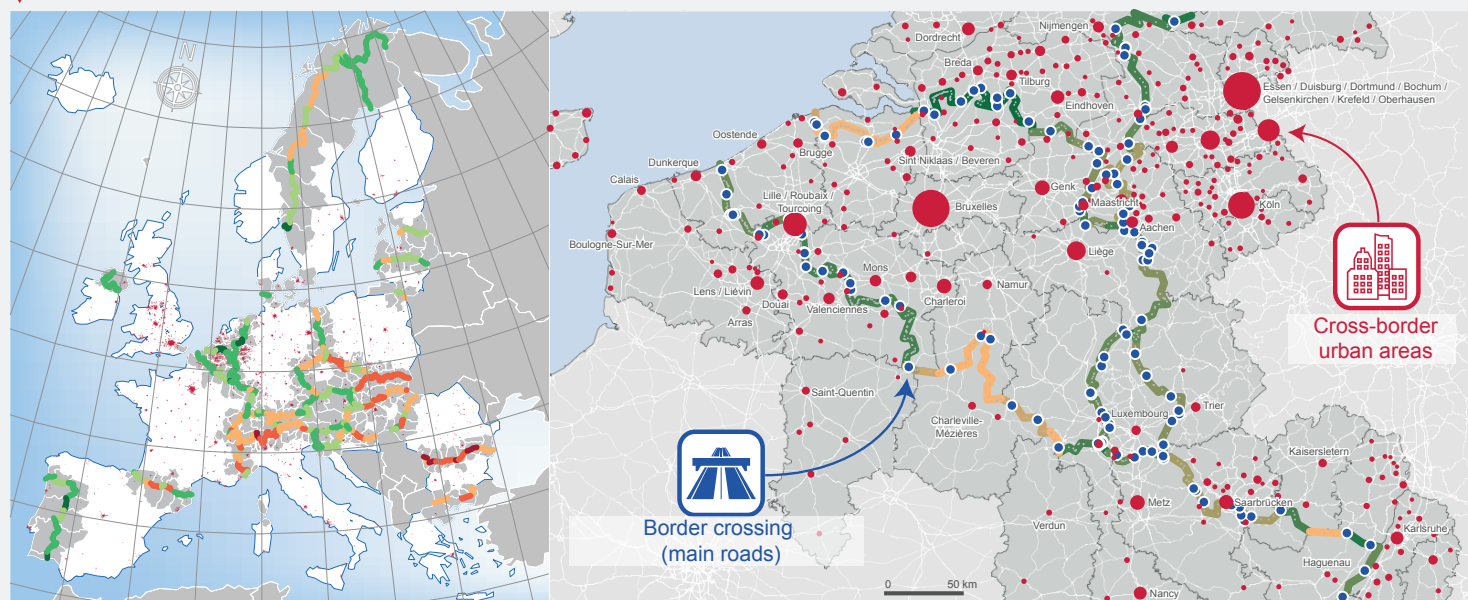 N
Nijmengen
Dordrecht
Breda
Tilburg
Essen / Duisburg / Dortmund / Bochum /
Gelsenkirchen / Krefeld / Oberhausen
Eindhoven
Oostende
Brugge
Sint Niklaas / Beveren
Dunkerque
Calais
Lille / Roubaix /
Tourcoing
Genk
Maastricht
Bruxelles
Köln
Aachen
Boulogne-Sur-Mer
Liège
Mons
Namur
Lens / Liévin
Douai
Charleroi
Valenciennes
Arras
Cross-border
urban areas
Saint-Quentin
Charleville-
Mézières
Luxembourg
Trier
Kaisersletern
Metz
Saarbrücken
Verdun
Karlsruhe
Border crossing
(main roads)
Haguenau
0 50 km
Nancy